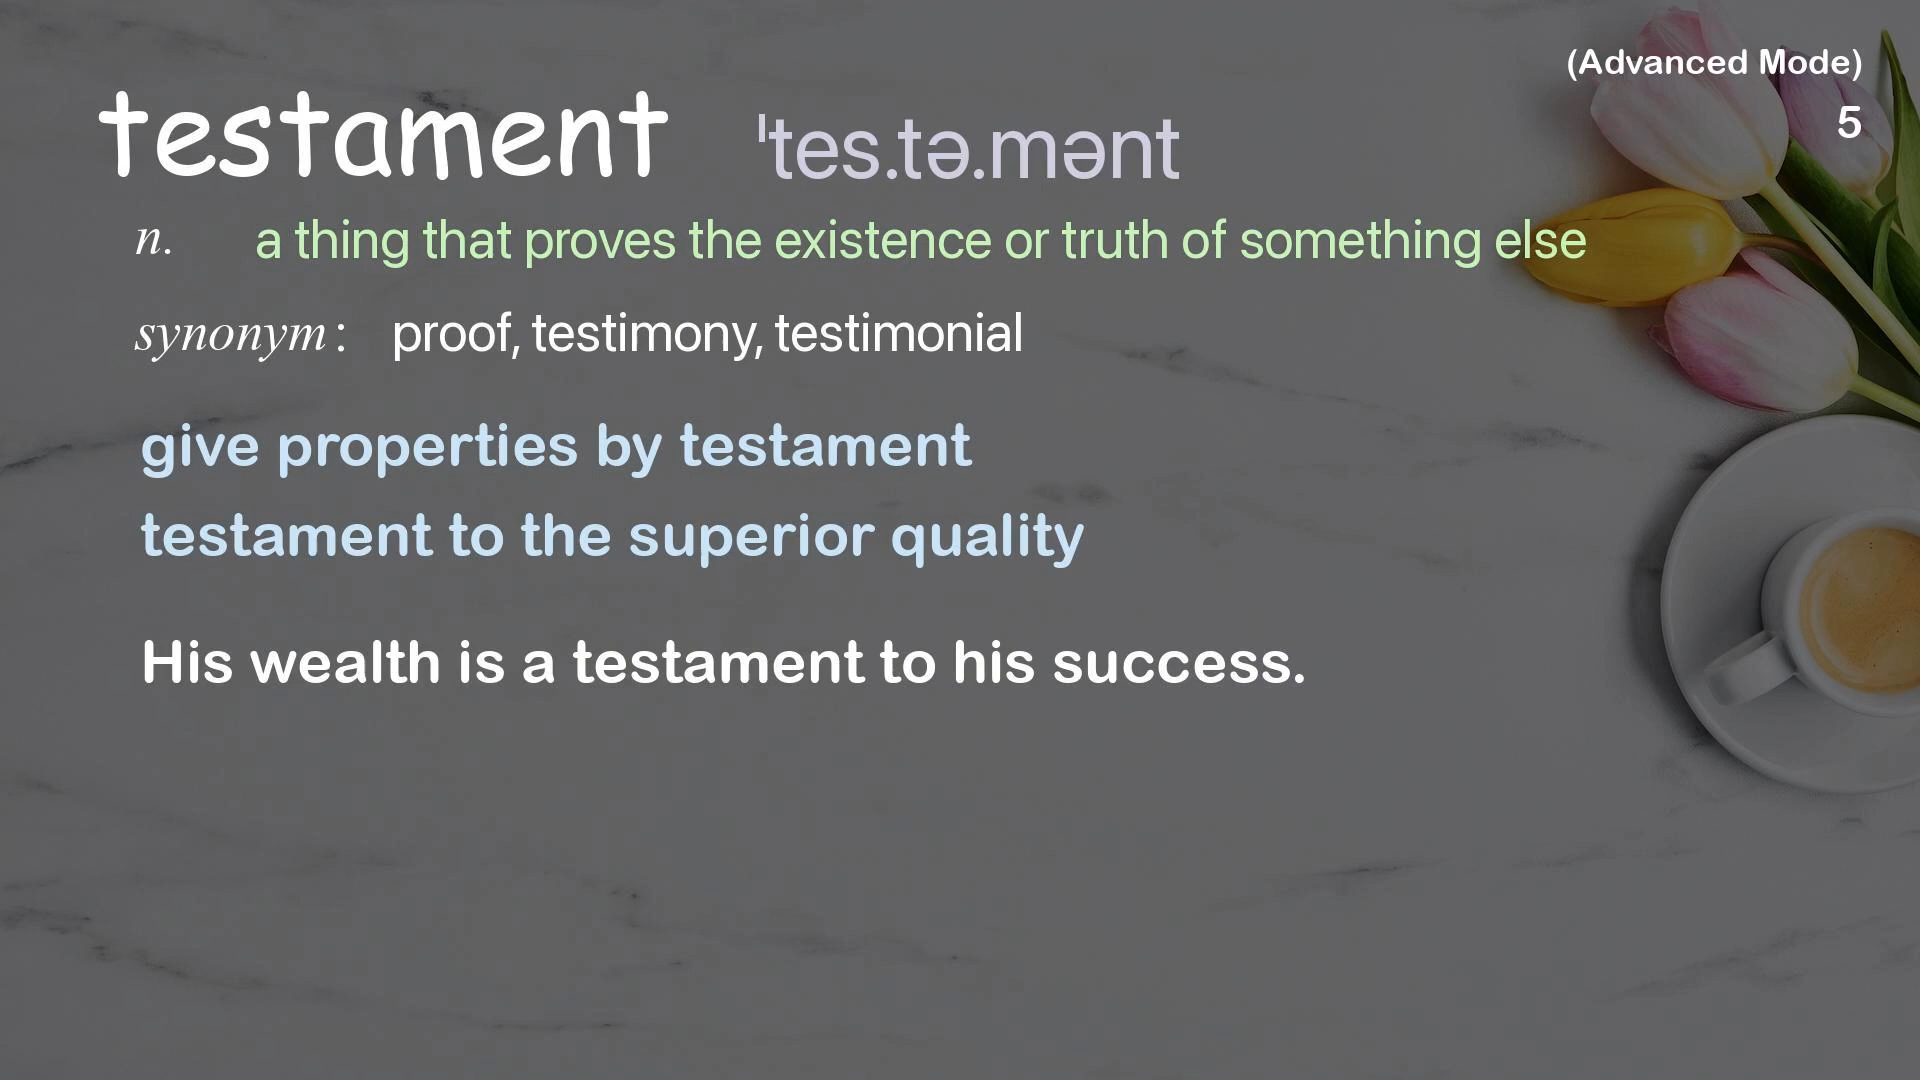 (Advanced Mode)
5
testament ˈtes.tə.mənt
n. a thing that proves the existence or truth of something else
synonym: proof, testimony, testimonial
give properties by testament
testament to the superior quality
His wealth is a testament to his success.